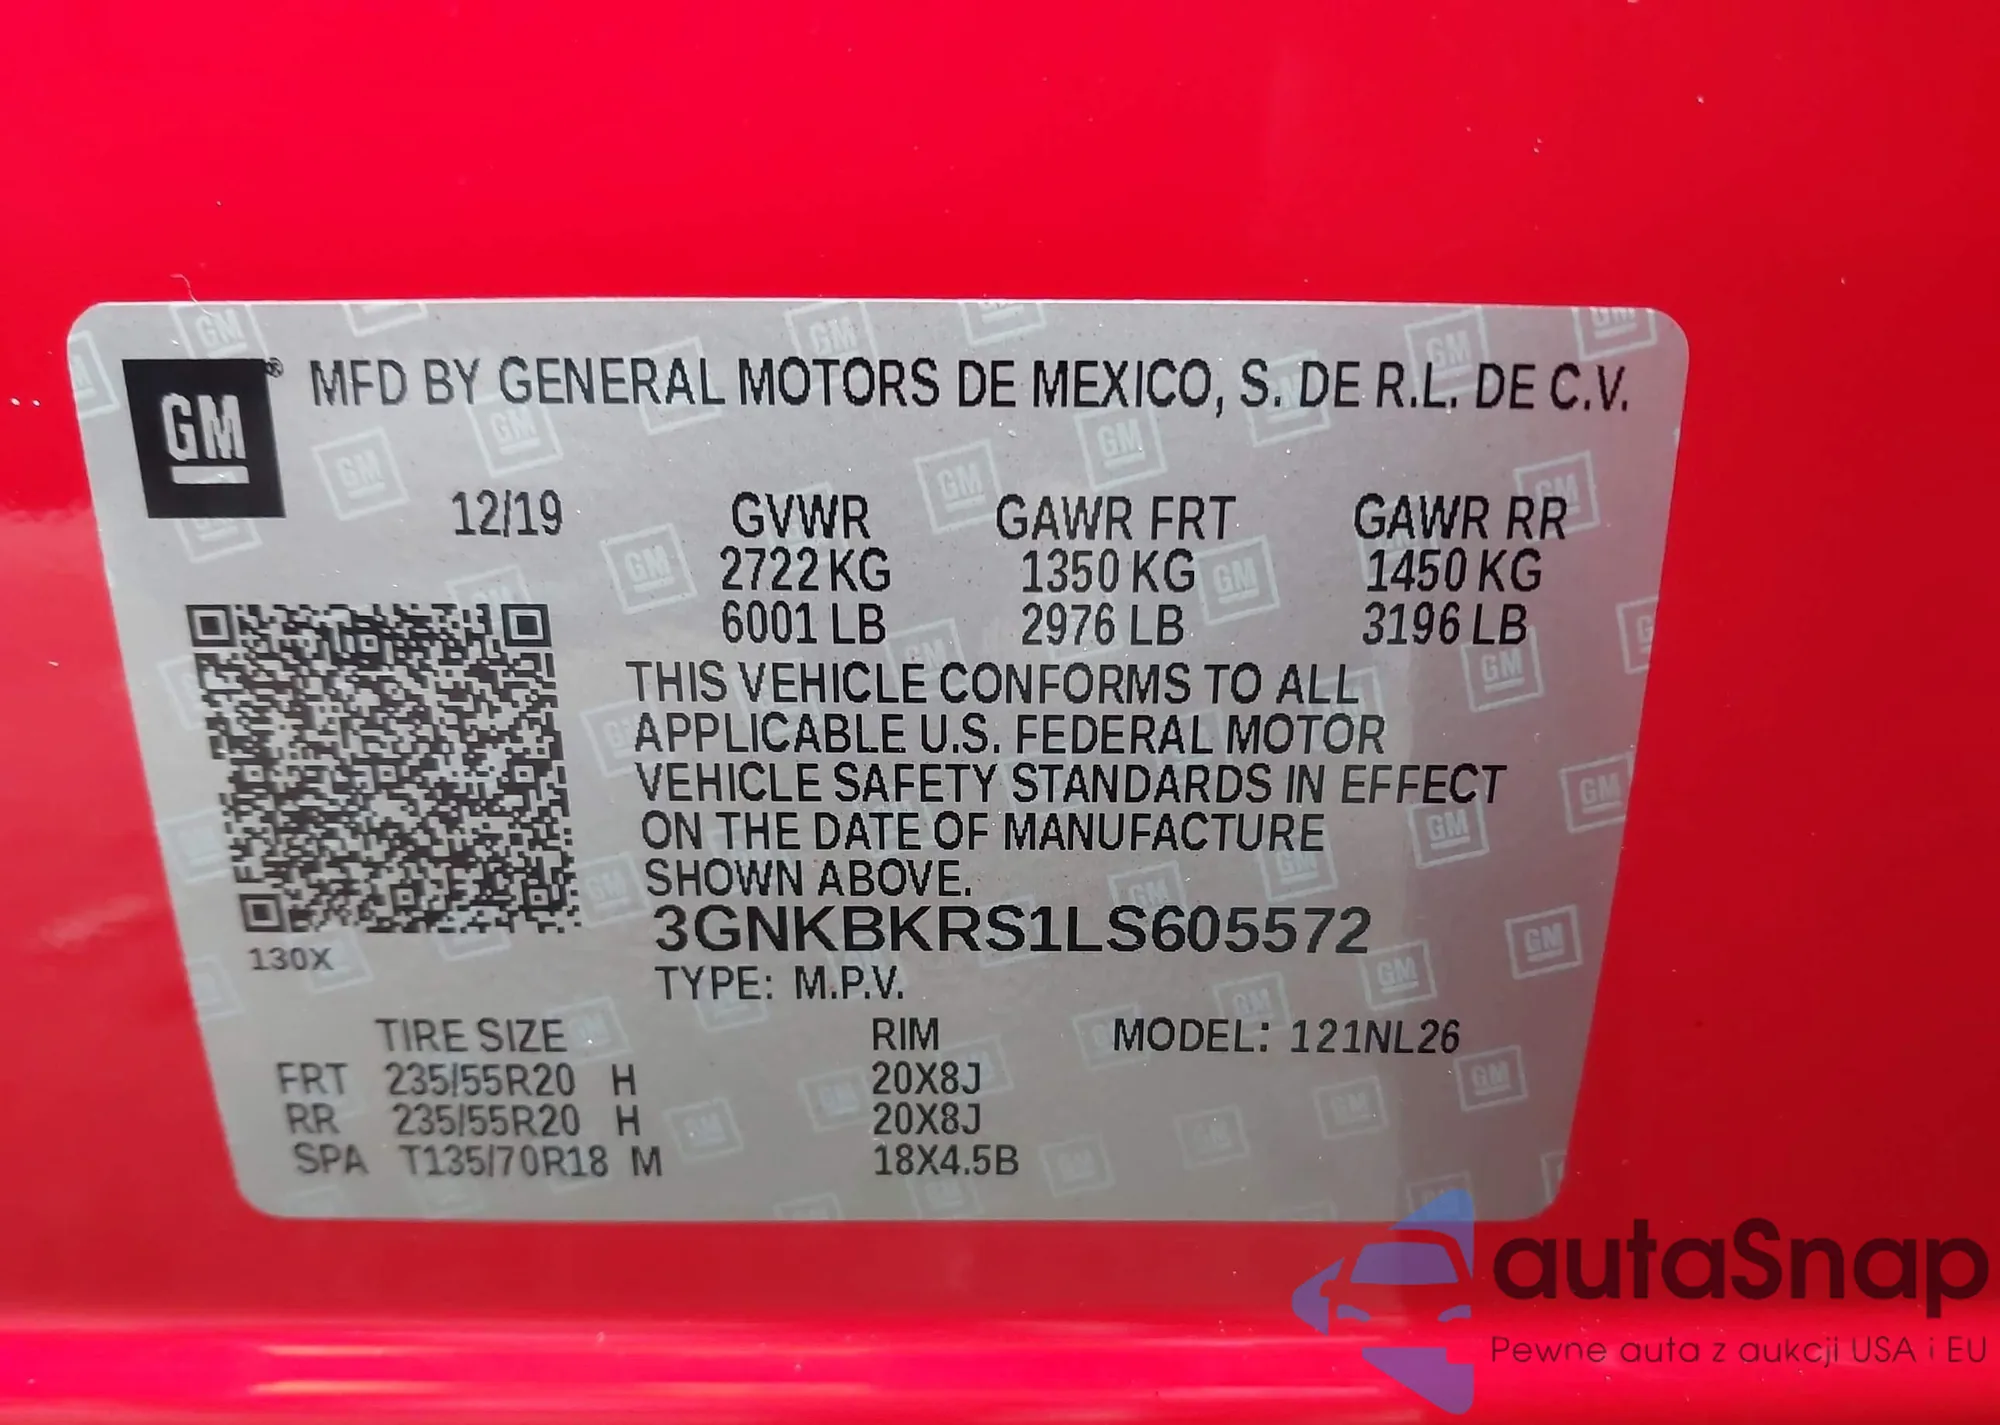 GM
MFD BY GENERAL MOTORS DE MEXICO, S. DE R.L. DE C.V.
12/19 GVWR GAWR FRT GAWR RR
2722 KG 1350 KG 1450 KG
6001 LB 2976 LB 3196 LB
THIS VEHICLE CONFORMS TO ALL
APPLICABLE U.S. FEDERAL MOTOR
VEHICLE SAFETY STANDARDS IN EFFECT
ON THE DATE OF MANUFACTURE
SHOWN ABOVE.
3GNKBKRS1LS605572
130X
TYPE: M.P.V.
TIRE SIZE RIM MODEL: 121NL26
FRT 235/55R20 H 20X8J
RR 235/55R20 H 20X8J
SPA T135/70R18 M 18X4.5B
autaSnap
Pewne auta z aukcji USA i EU